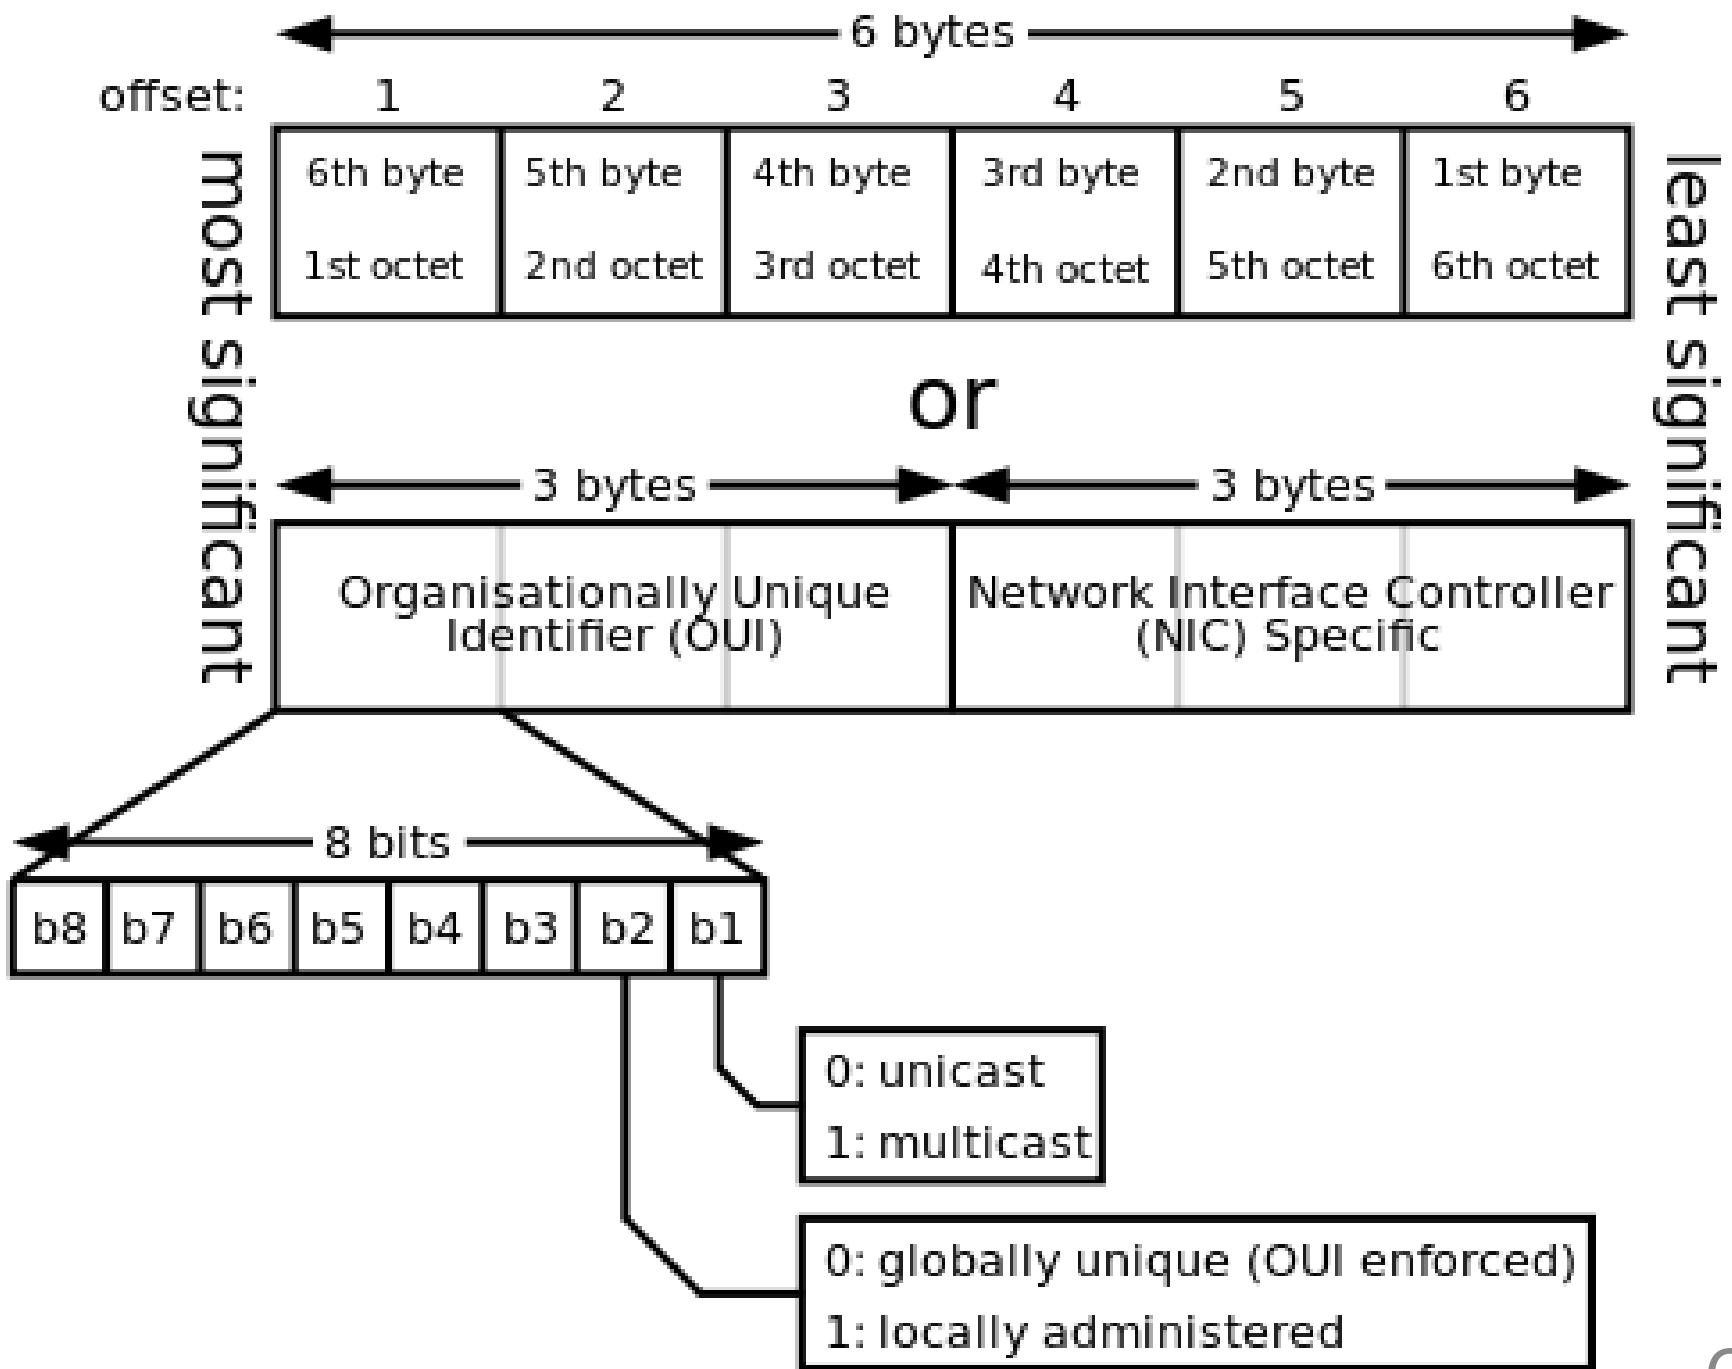 6 bytes
offset: 1 2 3 4 5 6
most significant
6th byte 5th byte 4th byte 3rd byte 2nd byte 1st byte
1st octet 2nd octet 3rd octet 4th octet 5th octet 6th octet
least significant
or
3 bytes 3 bytes
Organisationally Unique
Identifier (OUI)
Network Interface Controller
(NIC) Specific
8 bits
b8 b7 b6 b5 b4 b3 b2 b1
0: unicast
1: multicast
0: globally unique (OUI enforced)
1: locally administered